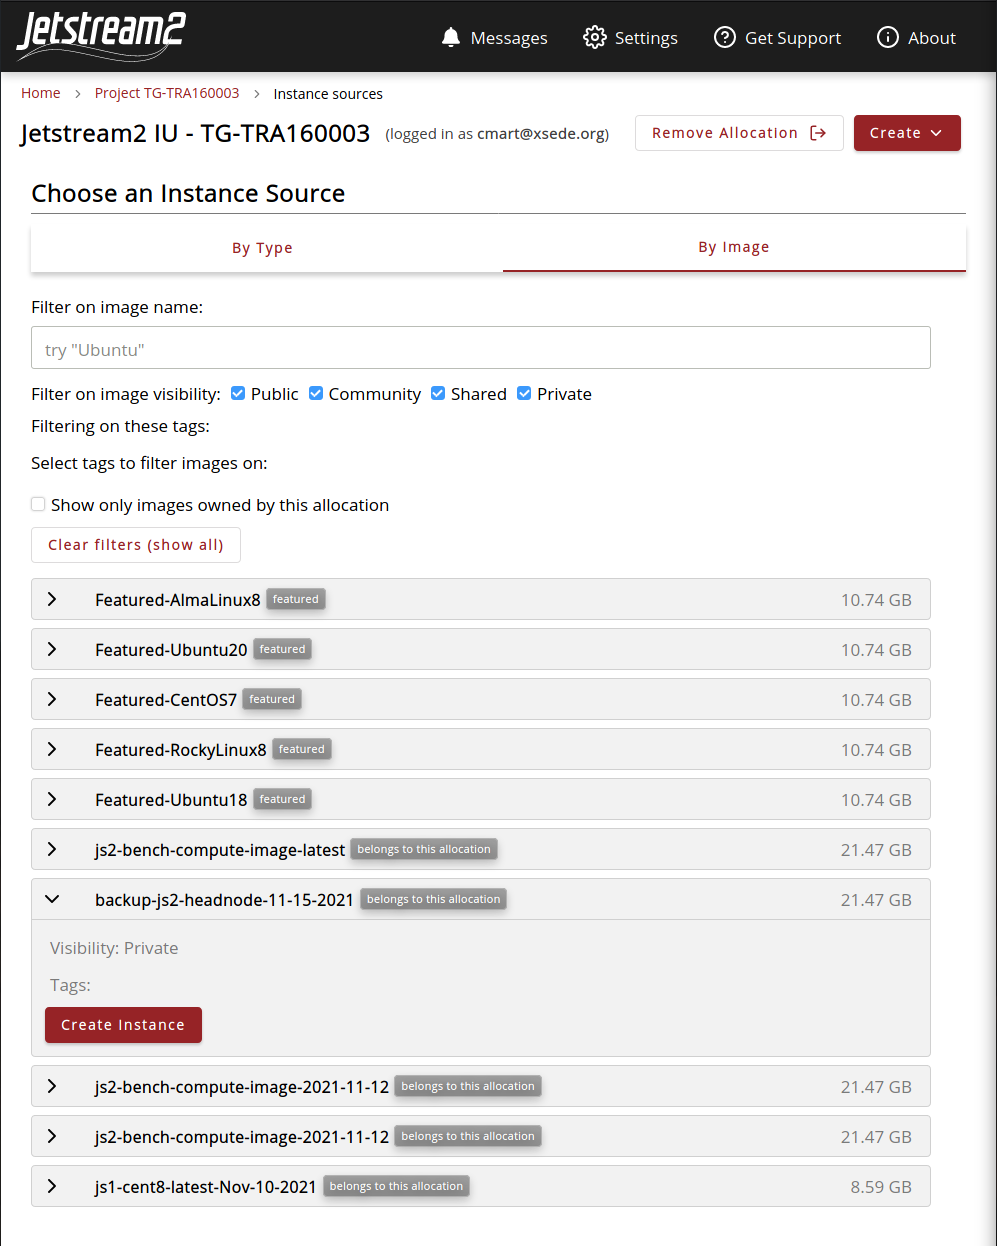 Jetstream2
Messages
Settings
Get Support
About
Home > Project TG-TRA160003 > Instance sources
Jetstream2 IU - TG-TRA160003 (logged in as cmart@xsede.org)
Remove Allocation
Create
Choose an Instance Source
By Type
By Image
Filter on image name:
try "Ubuntu"
Filter on image visibility: Public Community Shared Private
Filtering on these tags:
Select tags to filter images on:
Show only images owned by this allocation
Clear filters (show all)
Featured-AlmaLinux8 featured 10.74 GB
Featured-Ubuntu20 featured 10.74 GB
Featured-CentOS7 featured 10.74 GB
Featured-RockyLinux8 featured 10.74 GB
Featured-Ubuntu18 featured 10.74 GB
js2-bench-compute-image-latest belongs to this allocation 21.47 GB
backup-js2-headnode-11-15-2021 belongs to this allocation 21.47 GB
Visibility: Private
Tags:
Create Instance
js2-bench-compute-image-2021-11-12 belongs to this allocation 21.47 GB
js2-bench-compute-image-2021-11-12 belongs to this allocation 21.47 GB
js1-cent8-latest-Nov-10-2021 belongs to this allocation 8.59 GB